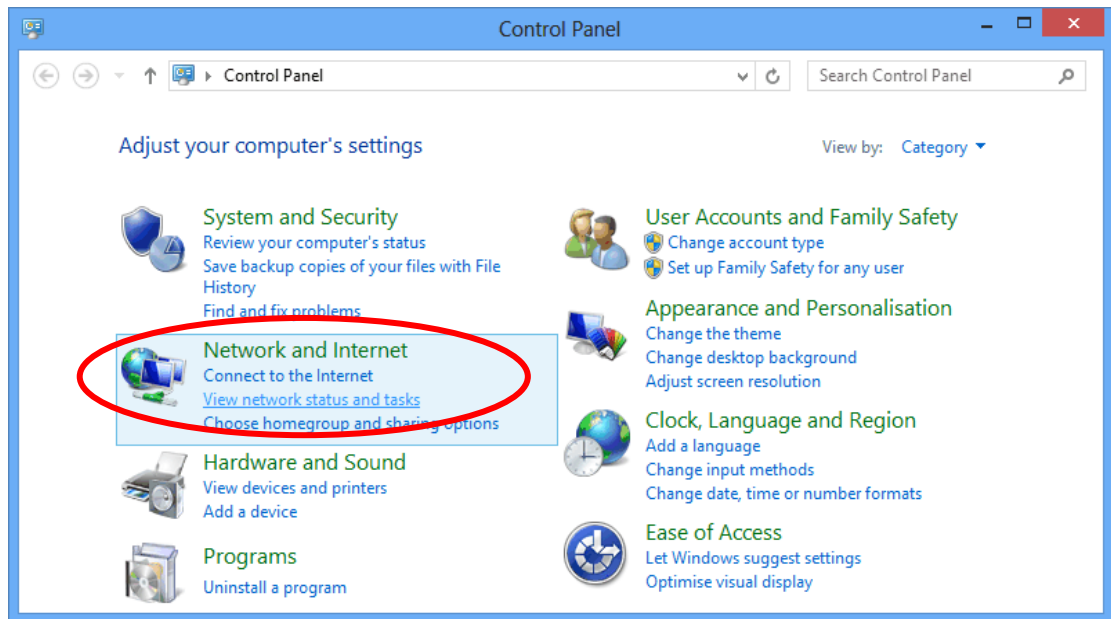 Control Panel
Control Panel
Search Control Panel
Adjust your computer's settings
View by: Category
System and Security
Review your computer's status
Save backup copies of your files with File
History
Find and fix problems
Network and Internet
Connect to the Internet
View network status and tasks
Choose homegroup and sharing options
Hardware and Sound
View devices and printers
Add a device
Programs
Uninstall a program
User Accounts and Family Safety
Change account type
Set up Family Safety for any user
Appearance and Personalisation
Change the theme
Change desktop background
Adjust screen resolution
Clock, Language and Region
Add a language
Change input methods
Change date, time or number formats
Ease of Access
Let Windows suggest settings
Optimise visual display